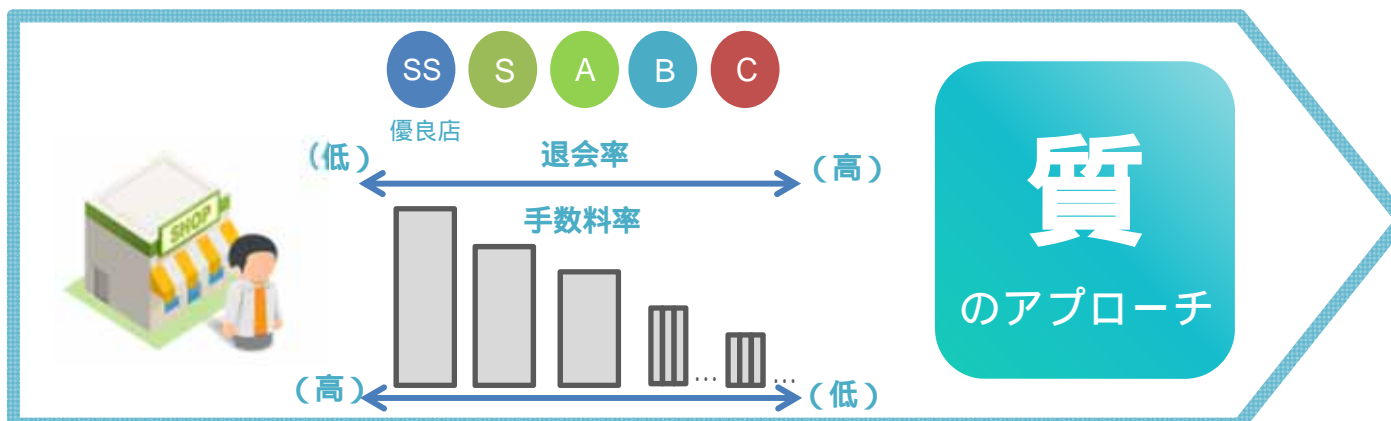 SS S A B C
優良店
(低) 退会率 (高)
手数料率
SHOP
... ...
(高) (低)
質
のアプローチ